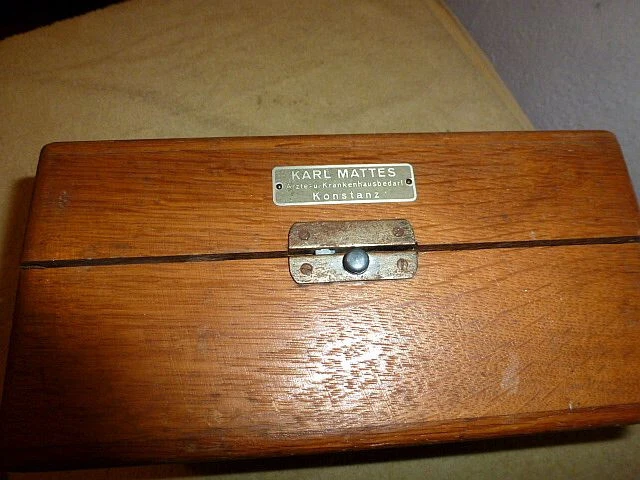 KARL MATTES
Ärzte-u.Krankenhausbedarf
Konstanz